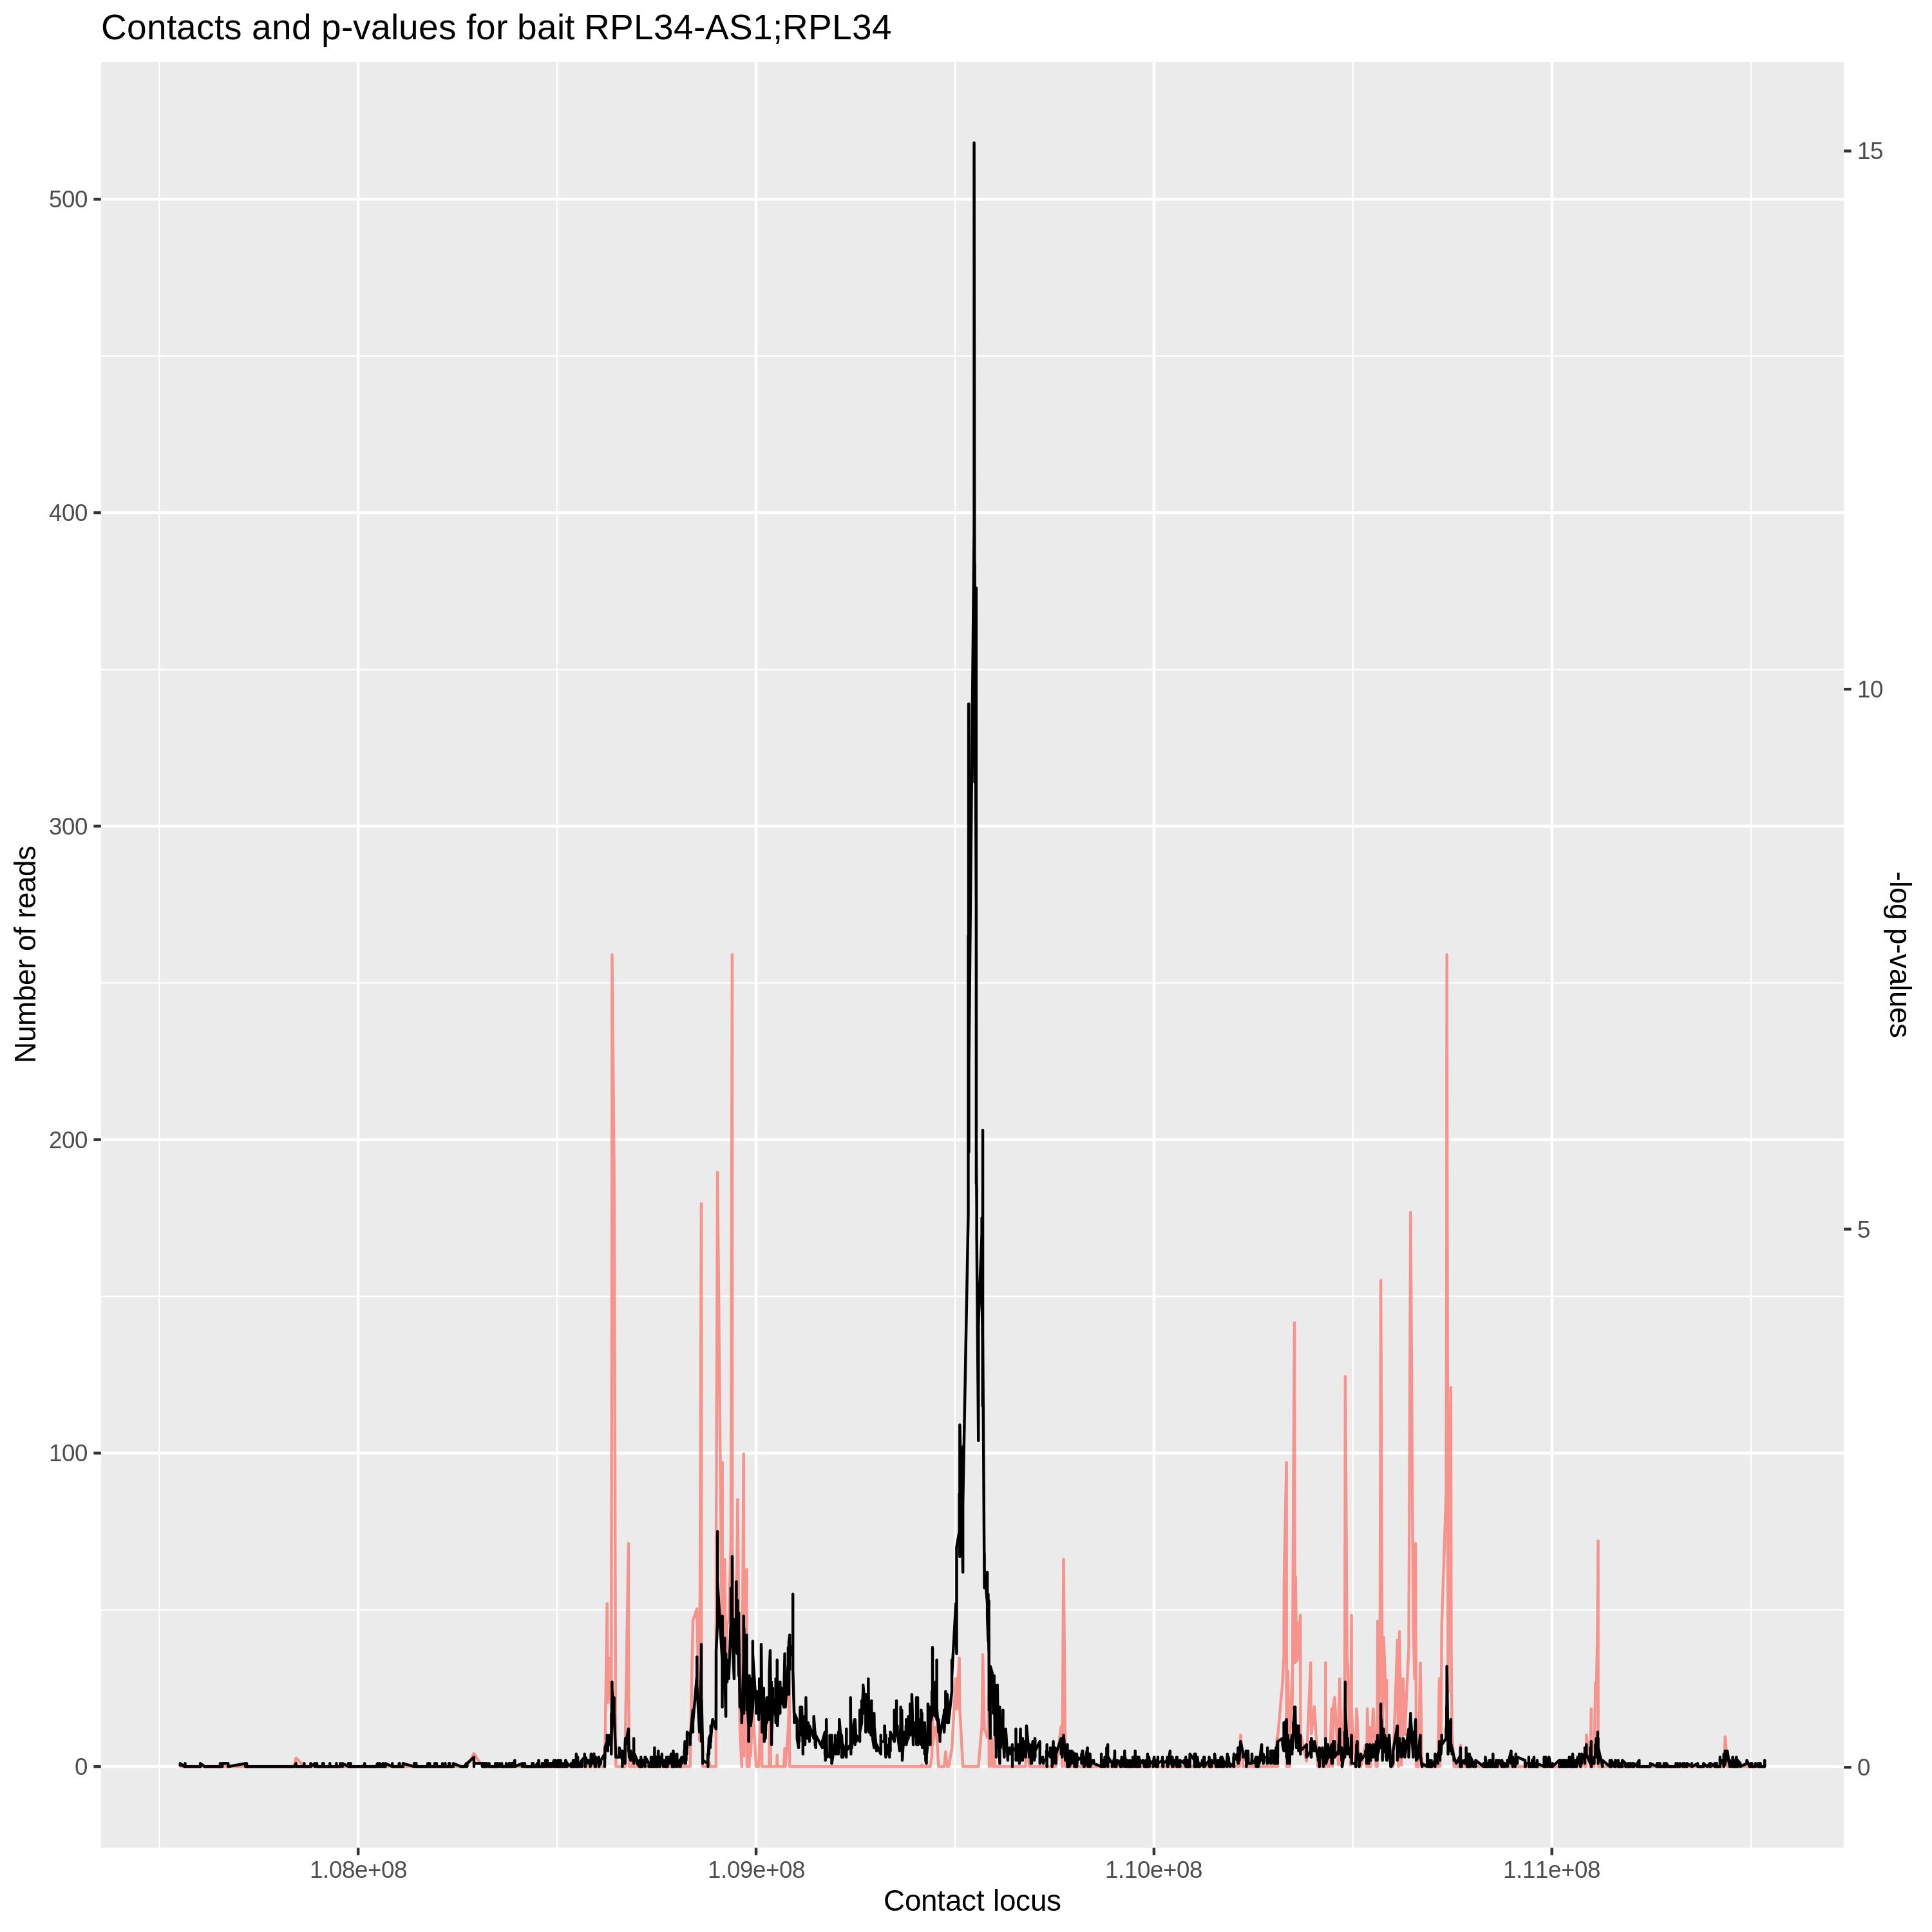 Contacts and p-values for bait RPL34-AS1;RPL34
500
400
300
200
100
0
Number of reads
15
10
5
0
-log p-values
1.08e+08
1.09e+08
1.10e+08
1.11e+08
Contact locus